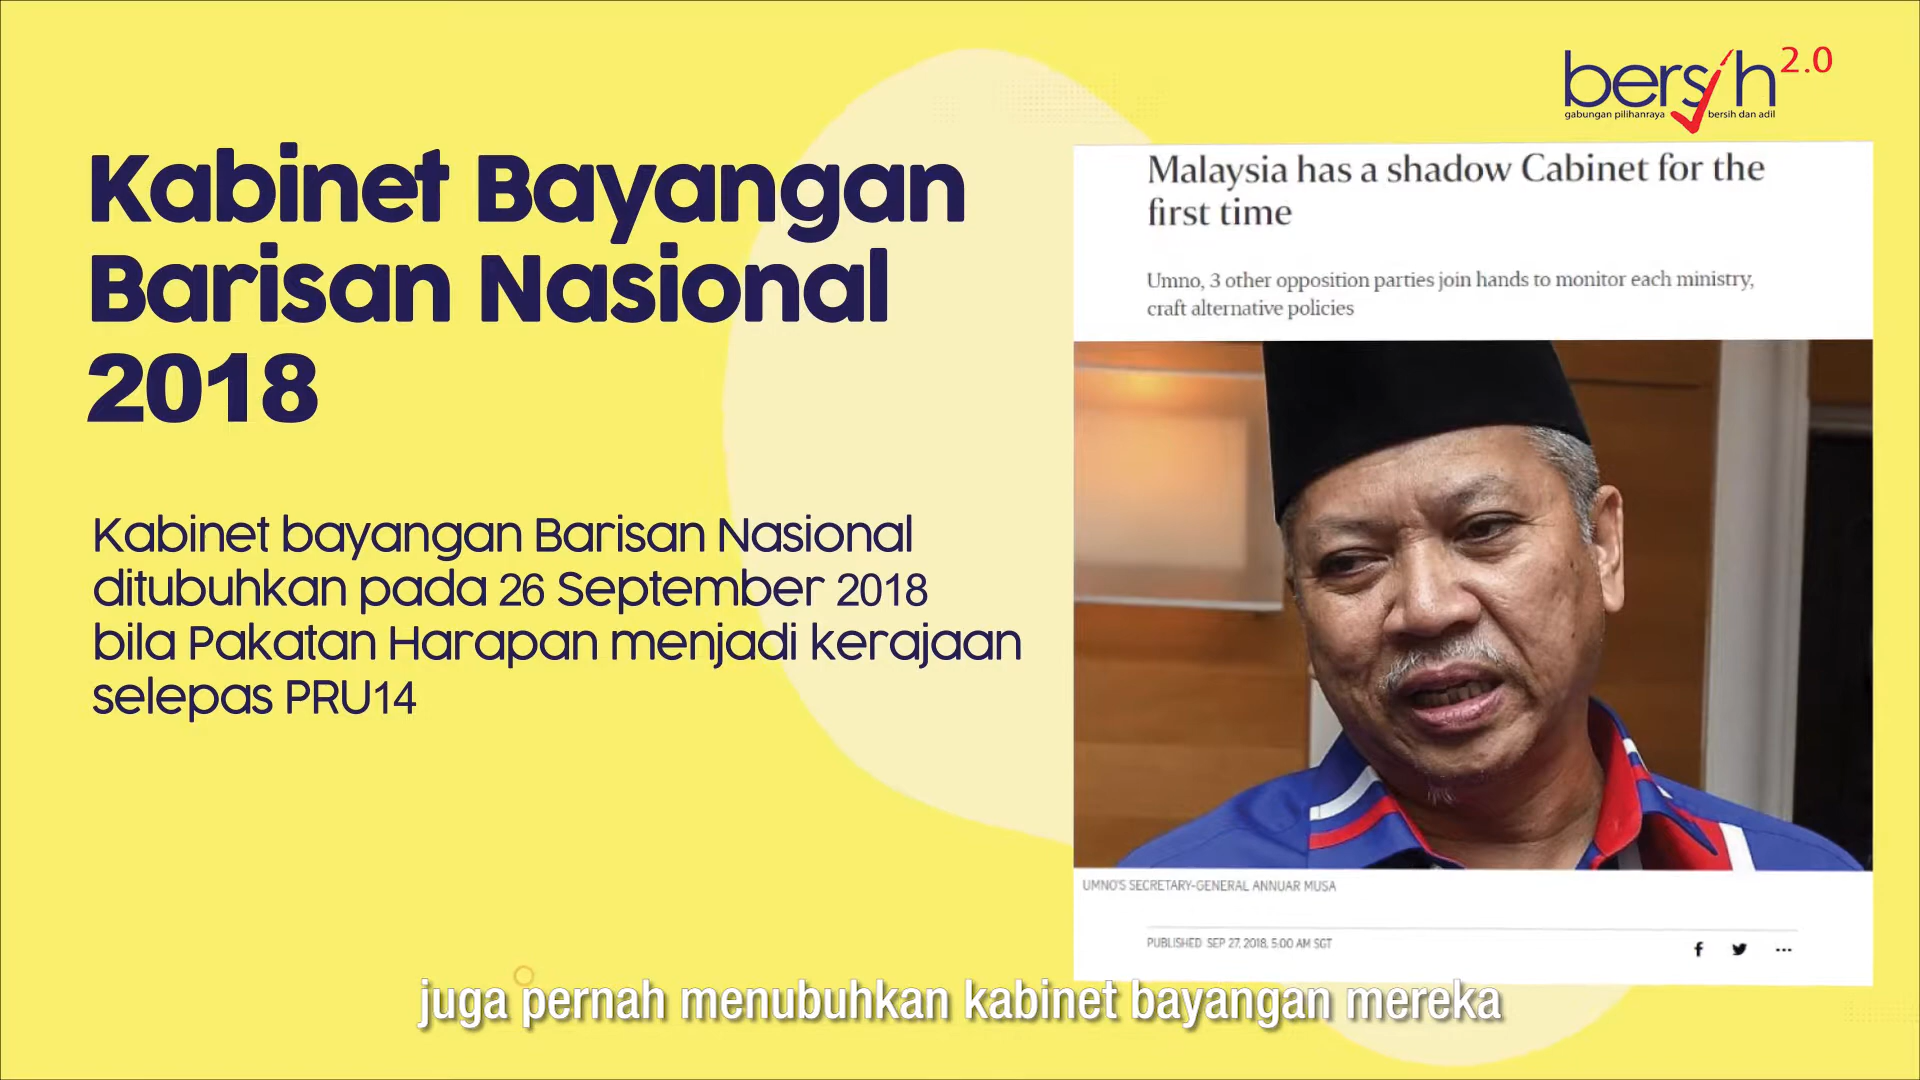 bersih 2.0
gabungan pilihanraya bersih dan adil
Kabinet Bayangan
Barisan Nasional
2018
Kabinet bayangan Barisan Nasional
ditubuhkan pada 26 September 2018
bila Pakatan Harapan menjadi kerajaan
selepas PRU14
Malaysia has a shadow Cabinet for the
first time
Umno, 3 other opposition parties join hands to monitor each ministry,
craft alternative policies
UMNO'S SECRETARY-GENERAL ANNUAR MUSA
PUBLISHED SEP 27, 2018, 5:00 AM SGT
juga pernah menubuhkan kabinet bayangan mereka